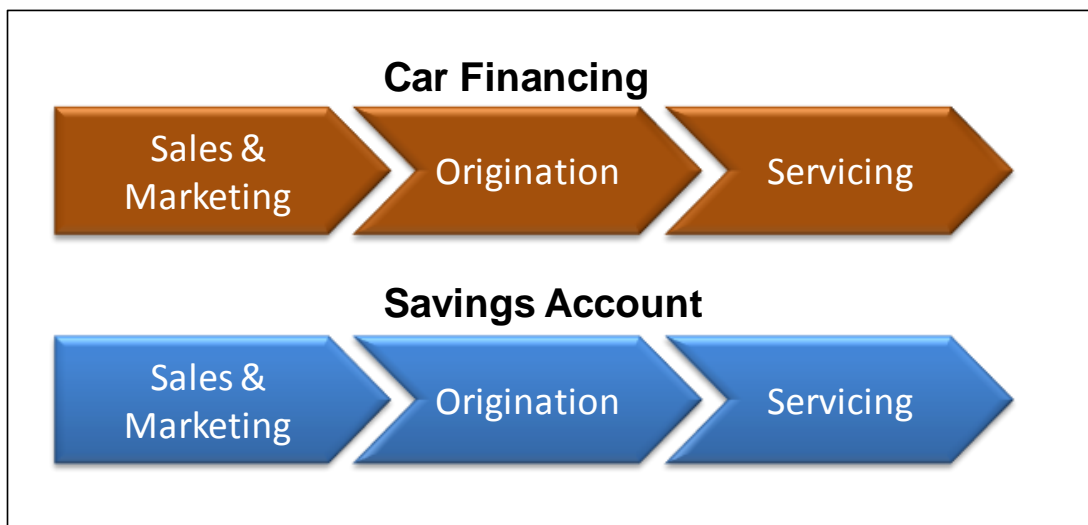 Car Financing
Sales &
Marketing
Origination
Servicing
Savings Account
Sales &
Marketing
Origination
Servicing